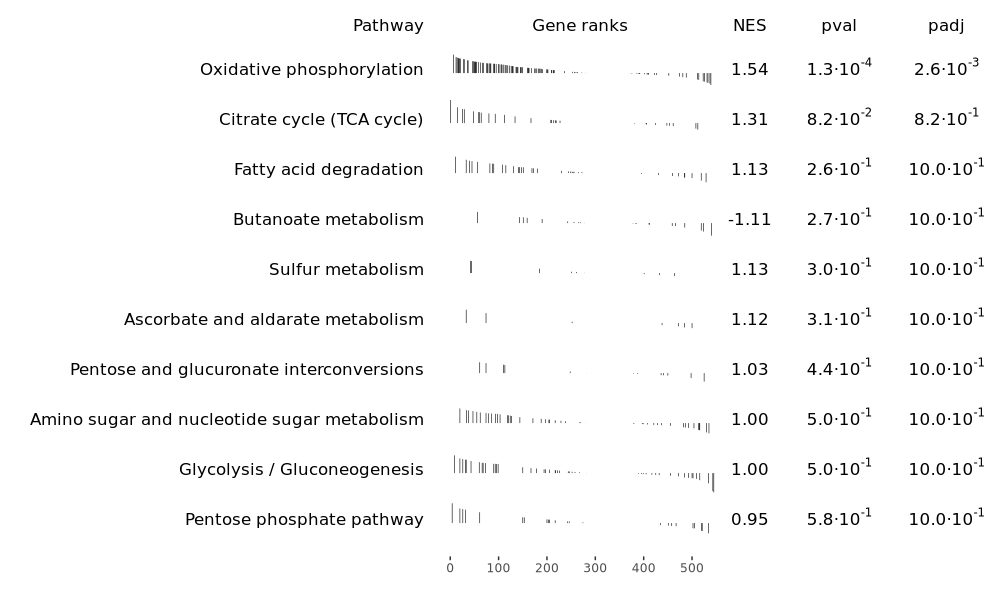 Pathway Gene ranks NES pval padj
Oxidative phosphorylation 1.54 1.3·10⁻⁴ 2.6·10⁻³
Citrate cycle (TCA cycle) 1.31 8.2·10⁻² 8.2·10⁻¹
Fatty acid degradation 1.13 2.6·10⁻¹ 10.0·10⁻¹
Butanoate metabolism -1.11 2.7·10⁻¹ 10.0·10⁻¹
Sulfur metabolism 1.13 3.0·10⁻¹ 10.0·10⁻¹
Ascorbate and aldarate metabolism 1.12 3.1·10⁻¹ 10.0·10⁻¹
Pentose and glucuronate interconversions 1.03 4.4·10⁻¹ 10.0·10⁻¹
Amino sugar and nucleotide sugar metabolism 1.00 5.0·10⁻¹ 10.0·10⁻¹
Glycolysis / Gluconeogenesis 1.00 5.0·10⁻¹ 10.0·10⁻¹
Pentose phosphate pathway 0.95 5.8·10⁻¹ 10.0·10⁻¹
0 100 200 300 400 500